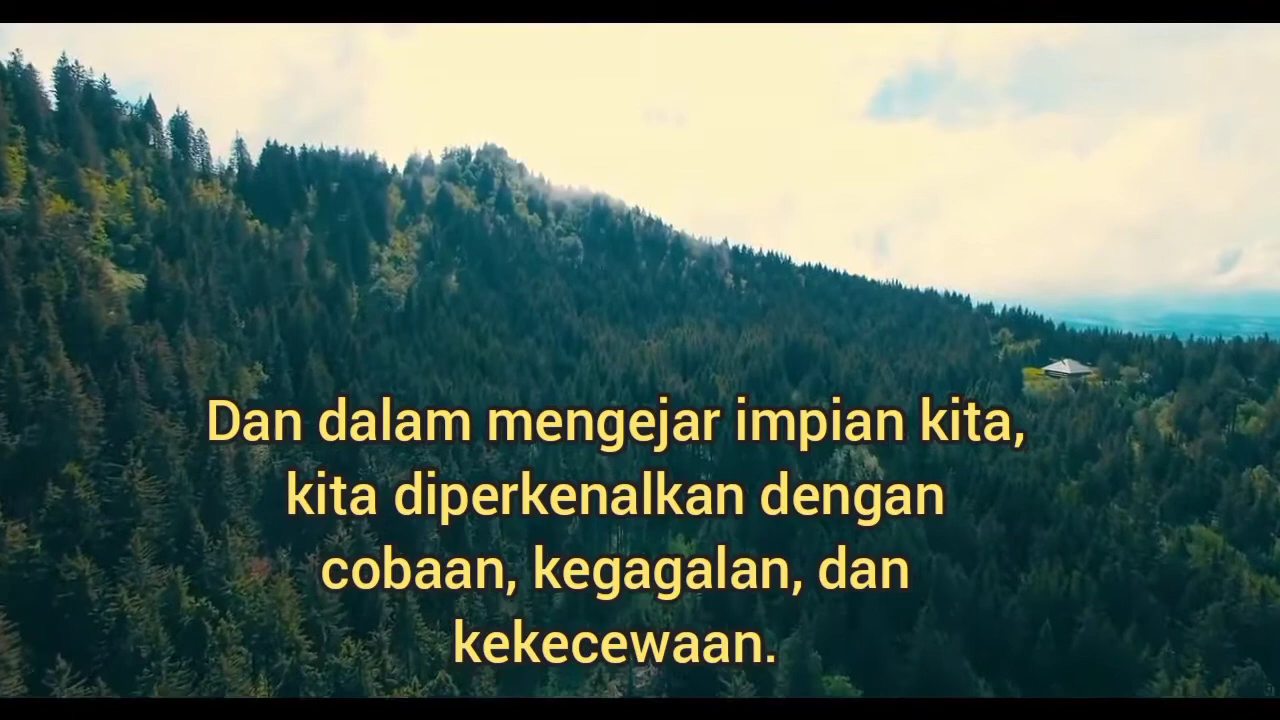 Dan dalam mengejar impian kita,
kita diperkenalkan dengan
cobaan, kegagalan, dan
kekecewaan.